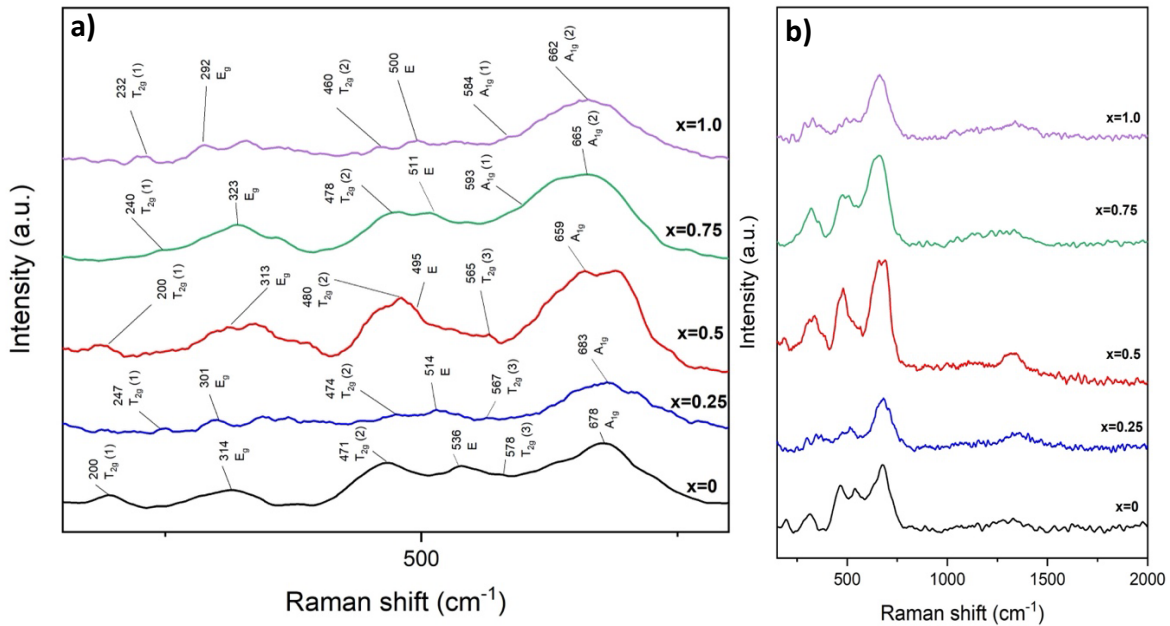 a)
Intensity (a.u.)
232
T2g (1)
292
Eg
460
T2g (2)
500
E
584
A1g (1)
662
A1g (2)
x=1.0
240
T2g (1)
323
Eg
478
T2g (2)
511
E
593
A1g (1)
665
A1g (2)
x=0.75
200
T2g (1)
313
Eg
480
T2g (2)
495
E
565
T2g (3)
659
A1g
x=0.5
247
T2g (1)
301
Eg
474
T2g (2)
514
E
567
T2g (3)
683
A1g
x=0.25
200
T2g (1)
314
Eg
471
T2g (2)
536
E
578
T2g (3)
678
A1g
x=0
500
Raman shift (cm-1)
b)
Intensity (a.u.)
x=1.0
x=0.75
x=0.5
x=0.25
x=0
500 1000 1500 2000
Raman shift (cm-1)